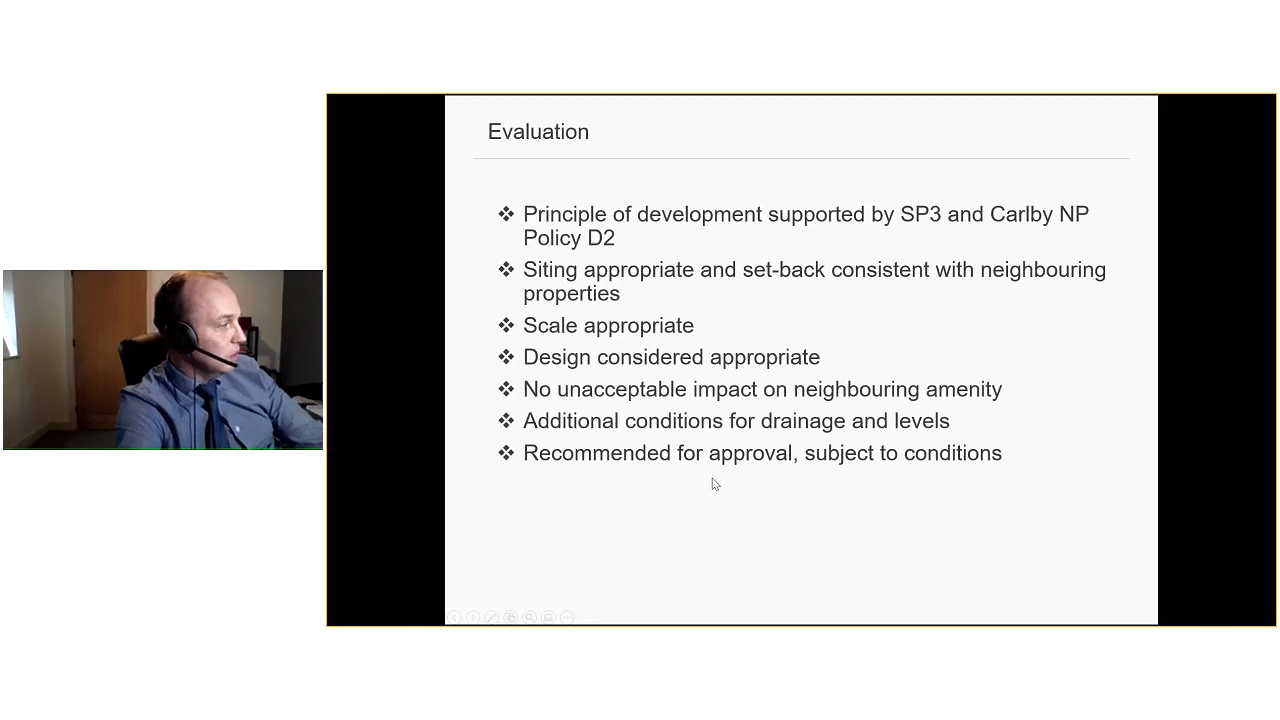 Evaluation
❖ Principle of development supported by SP3 and Carlby NP
Policy D2
❖ Siting appropriate and set-back consistent with neighbouring
properties
❖ Scale appropriate
❖ Design considered appropriate
❖ No unacceptable impact on neighbouring amenity
❖ Additional conditions for drainage and levels
❖ Recommended for approval, subject to conditions